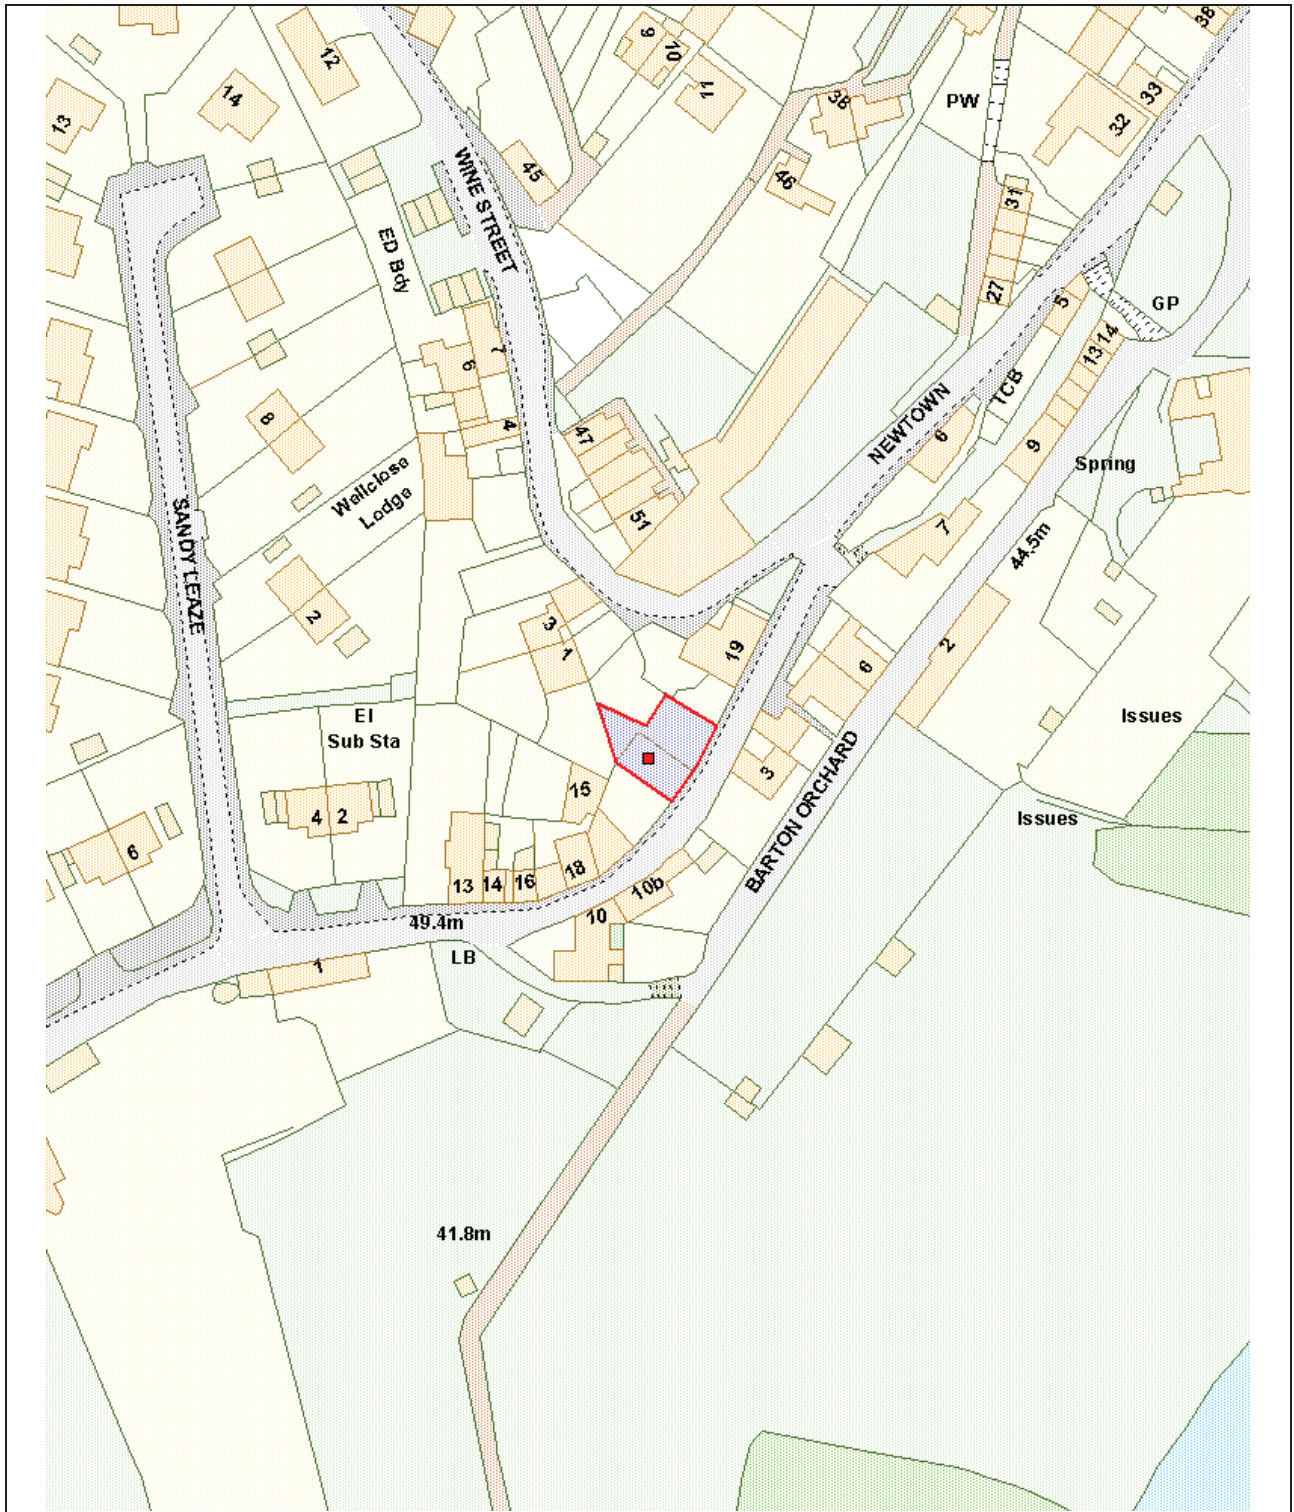 38
9
10
12
11
14
38
33
PW
32
13
45
WINE STREET
46
31
ED Bdy
27
5
GP
7
14
13
6
TCB
NEWTOWN
8
4
47
6
9
Spring
Wellclose
Lodge
51
7
44.5m
SANDY LEAZE
2
3
1
19
6
2
El
Sub Sta
Issues
BARTON ORCHARD
3
15
4
2
Issues
6
18
13
14
16
10b
10
49.4m
LB
1
41.8m